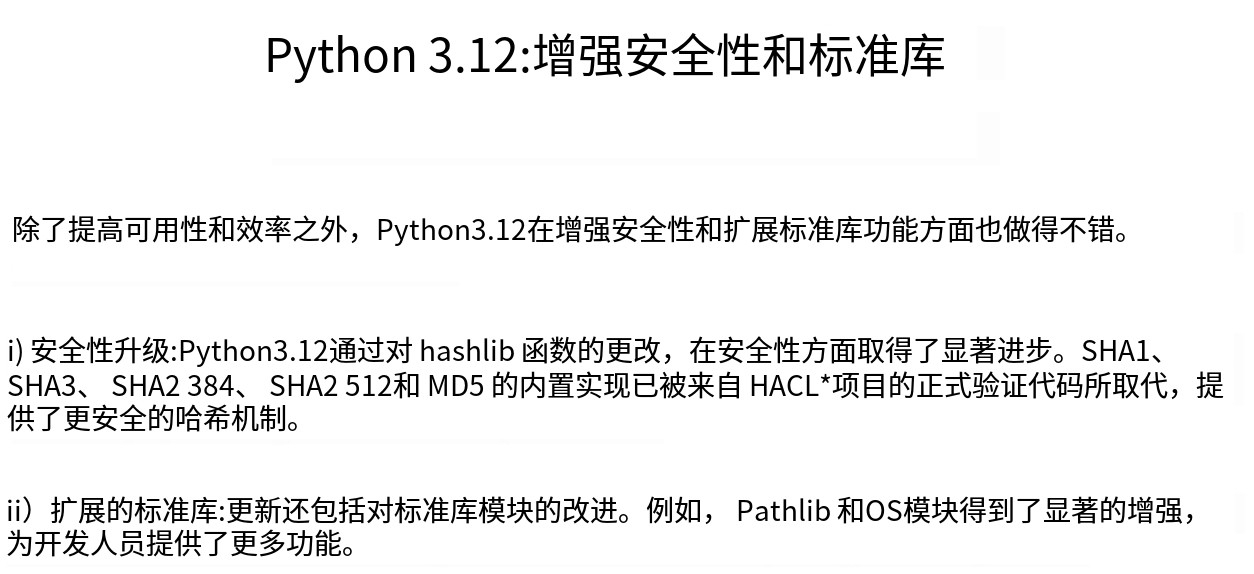 Python 3.12:增强安全性和标准库
除了提高可用性和效率之外，Python3.12在增强安全性和扩展标准库功能方面也做得不错。
i) 安全性升级:Python3.12通过对 hashlib 函数的更改，在安全性方面取得了显著进步。SHA1、
SHA3、 SHA2 384、 SHA2 512和 MD5 的内置实现已被来自 HACL*项目的正式验证代码所取代，提
供了更安全的哈希机制。
ii）扩展的标准库:更新还包括对标准库模块的改进。例如， Pathlib 和OS模块得到了显著的增强，
为开发人员提供了更多功能。